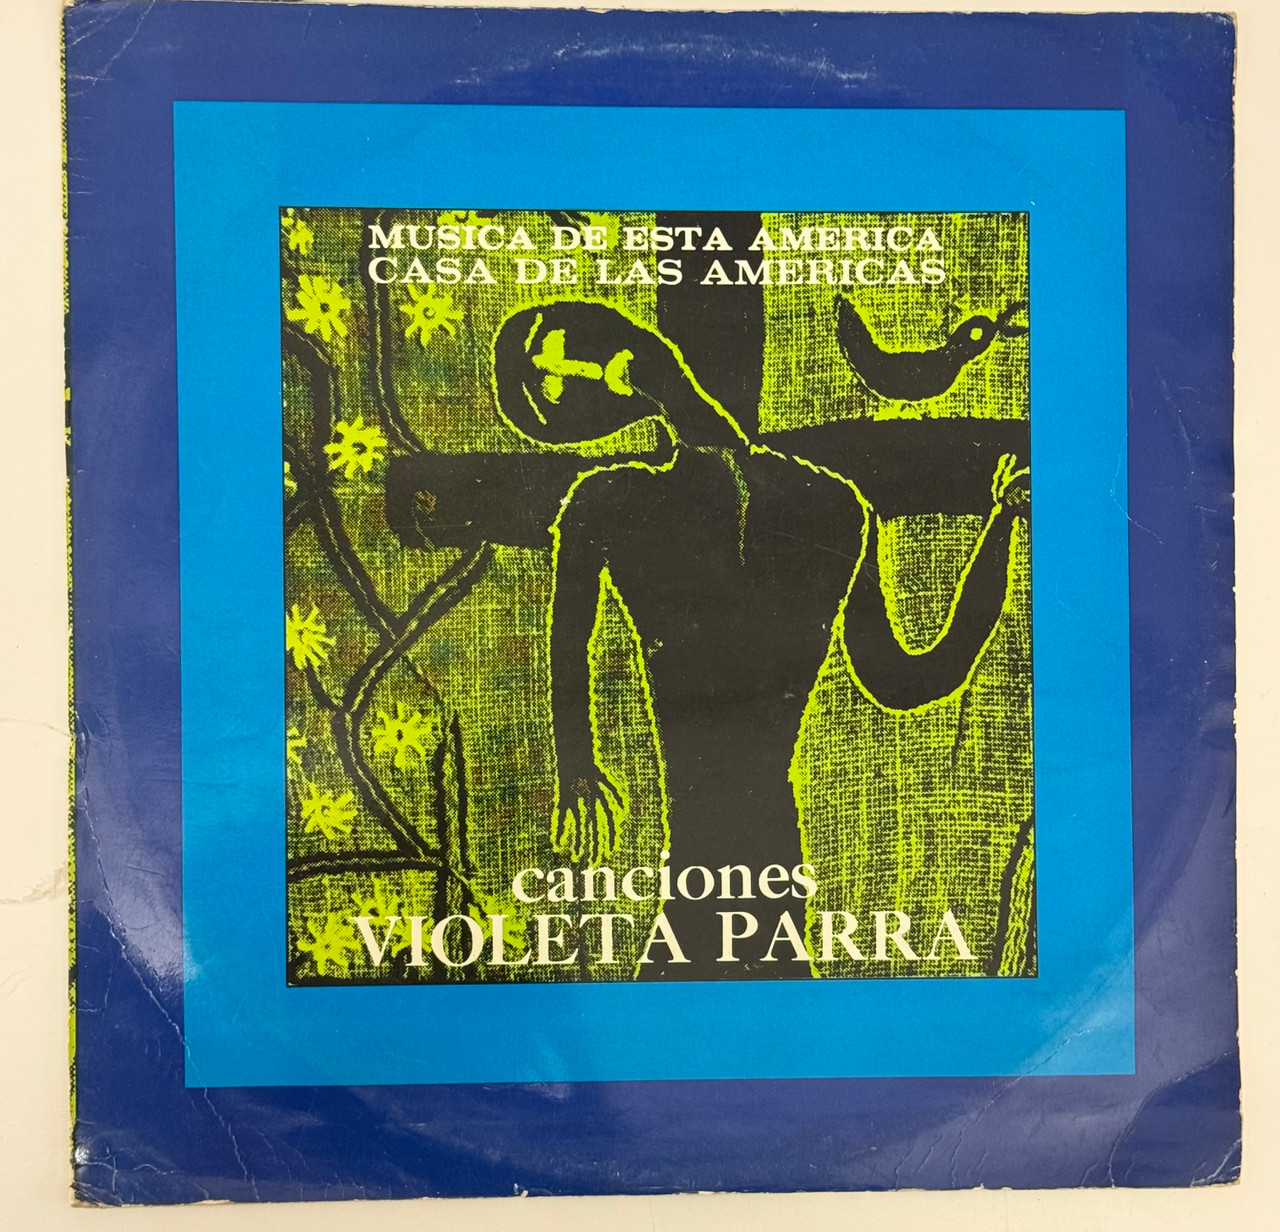 MUSICA DE ESTA AMERICA
CASA DE LAS AMERICAS
canciones
VIOLETA PARRA